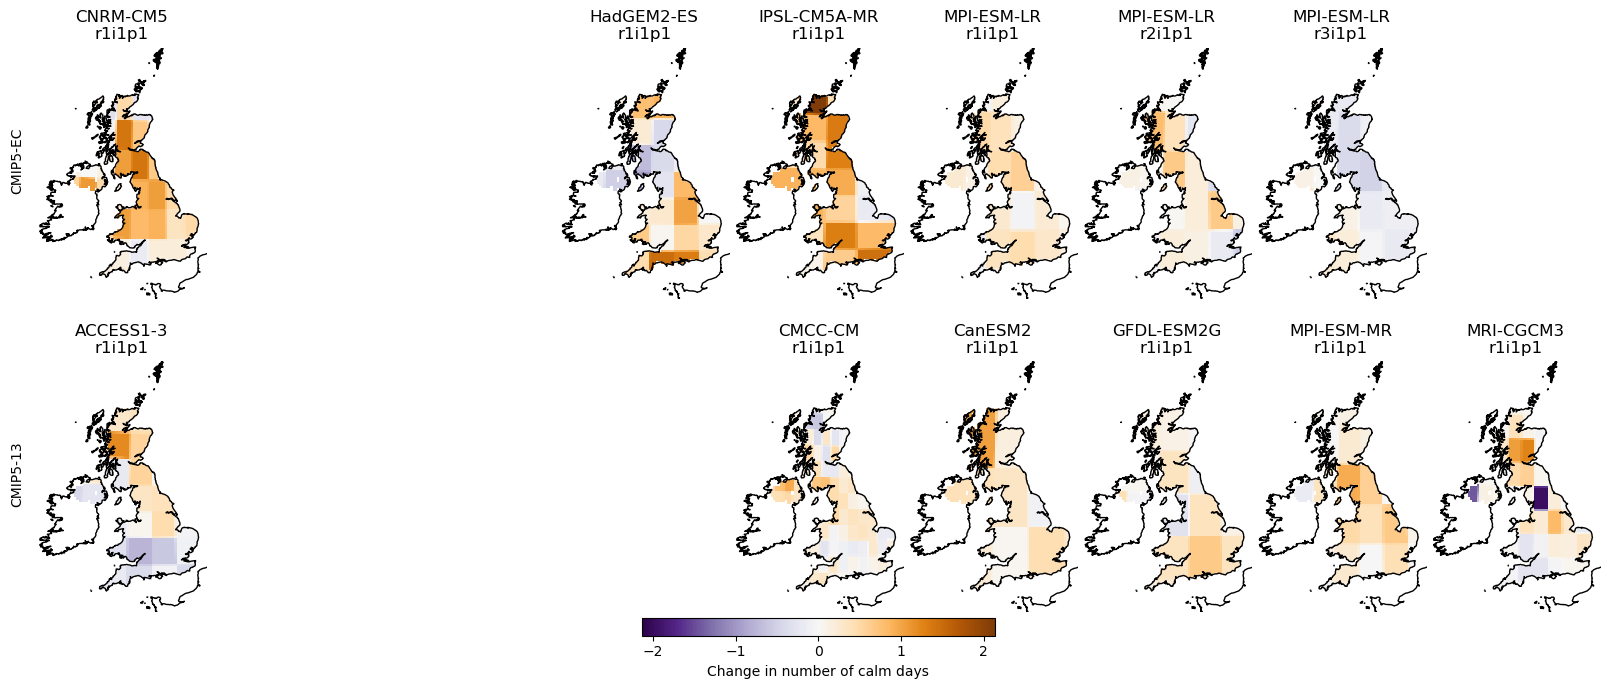 CNRM-CM5
r1i1p1
HadGEM2-ES
r1i1p1
IPSL-CM5A-MR
r1i1p1
MPI-ESM-LR
r1i1p1
MPI-ESM-LR
r2i1p1
MPI-ESM-LR
r3i1p1
CMIP5-EC
ACCESS1-3
r1i1p1
CMCC-CM
r1i1p1
CanESM2
r1i1p1
GFDL-ESM2G
r1i1p1
MPI-ESM-MR
r1i1p1
MRI-CGCM3
r1i1p1
CMIP5-13
−2 −1 0 1 2
Change in number of calm days